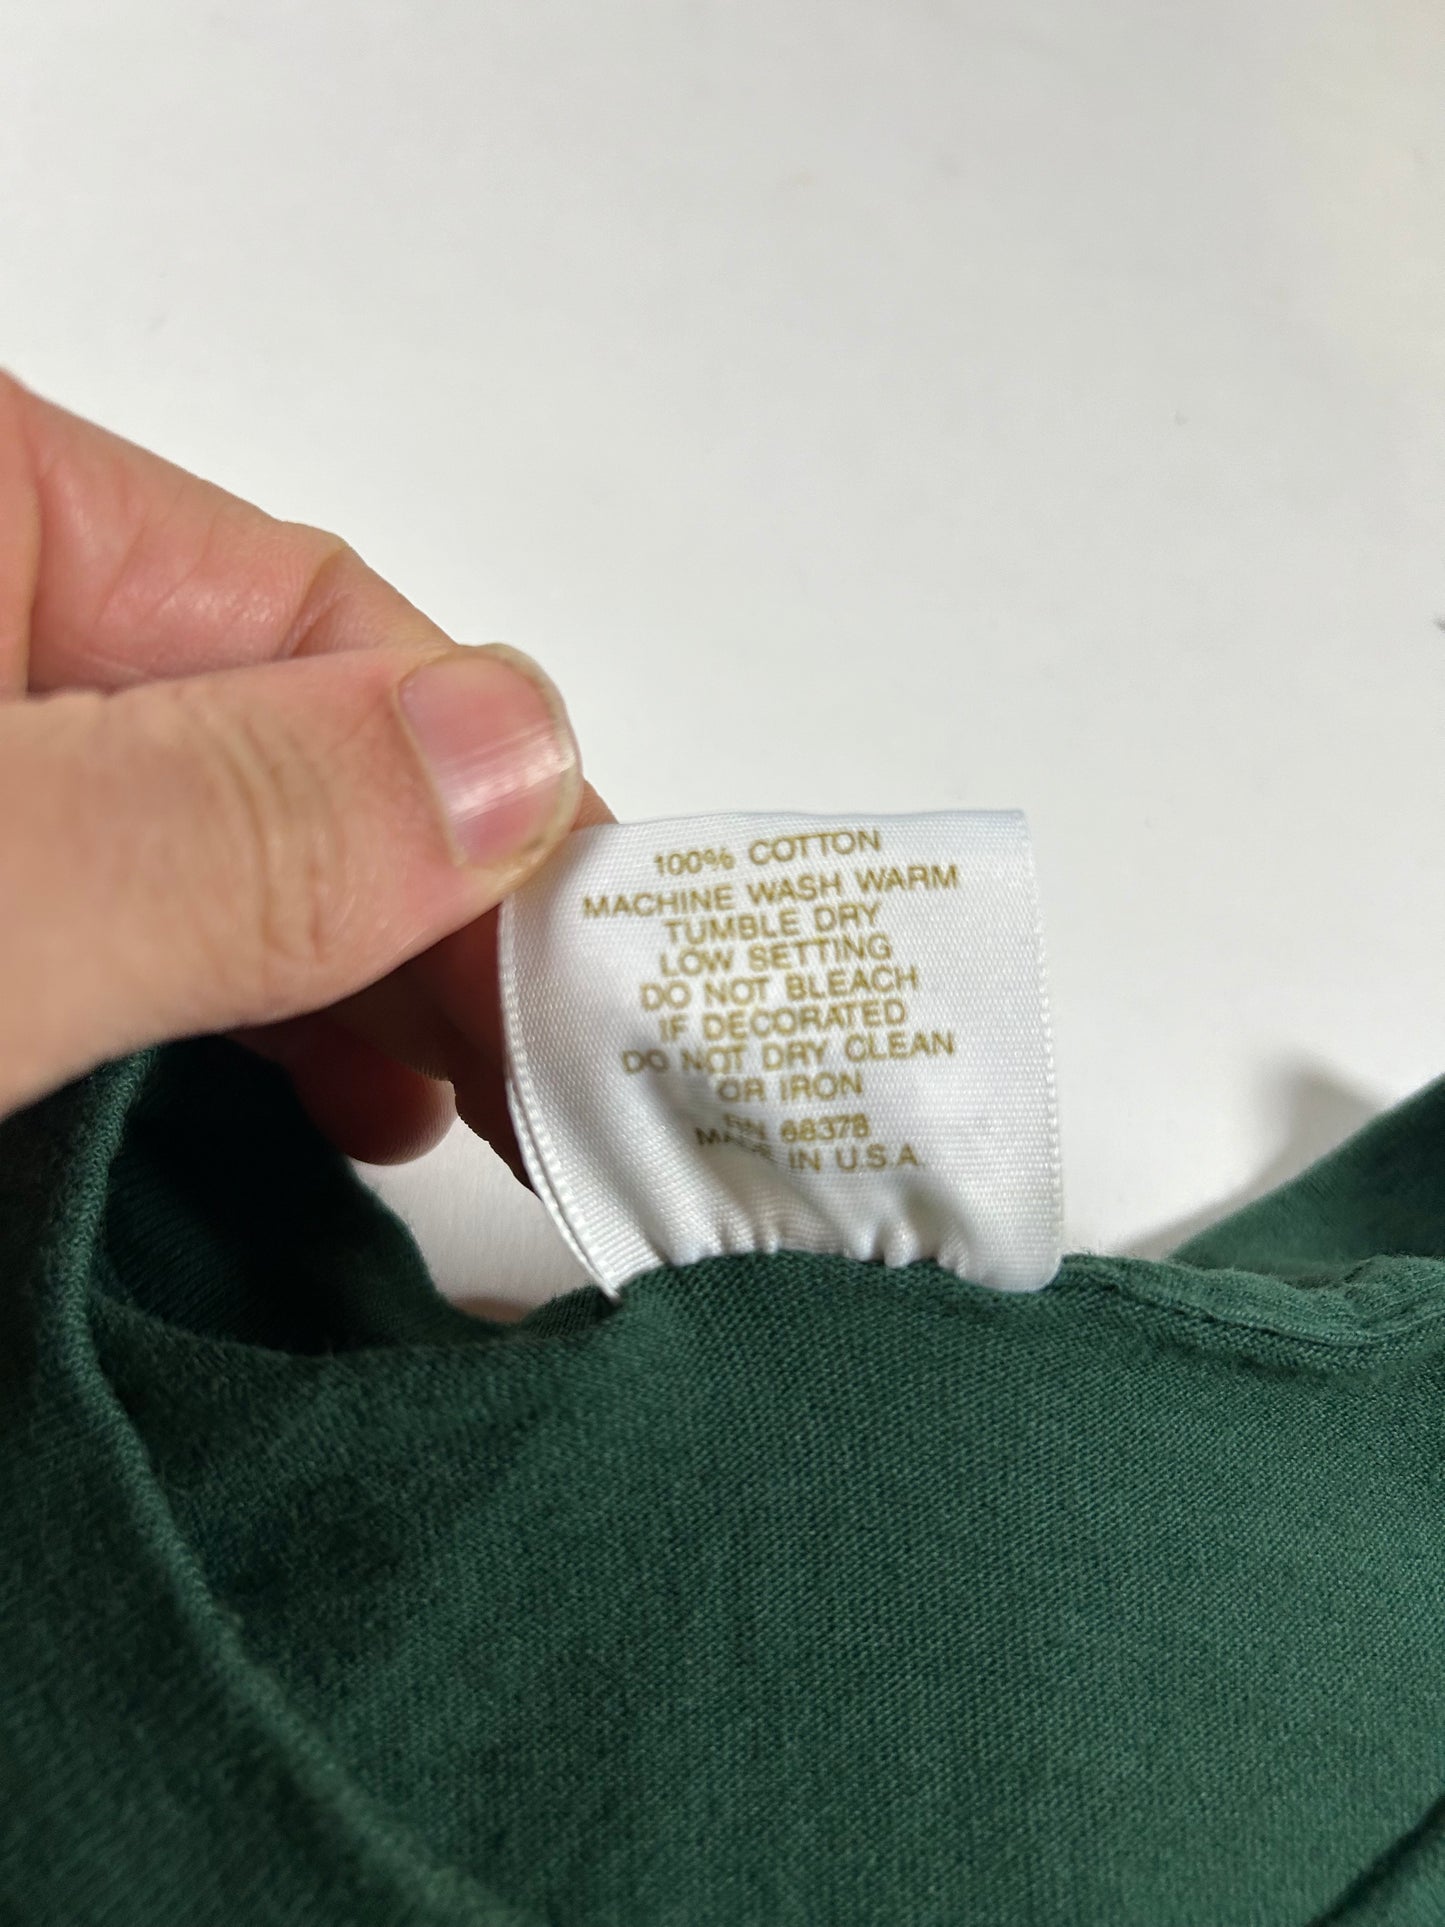 100% COTTON
MACHINE WASH WARM
TUMBLE DRY
LOW SETTING
DO NOT BLEACH
IF DECORATED
DO NOT DRY CLEAN
OR IRON
RN 68378
MADE IN U.S.A.